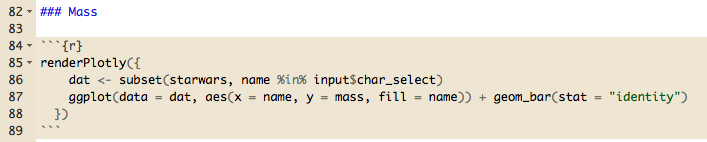 82 ### Mass
83
84 ```{r}
85 renderPlotly({
86     dat <- subset(starwars, name %in% input$char_select)
87     ggplot(data = dat, aes(x = name, y = mass, fill = name)) + geom_bar(stat = "identity")
88   })
89 ```